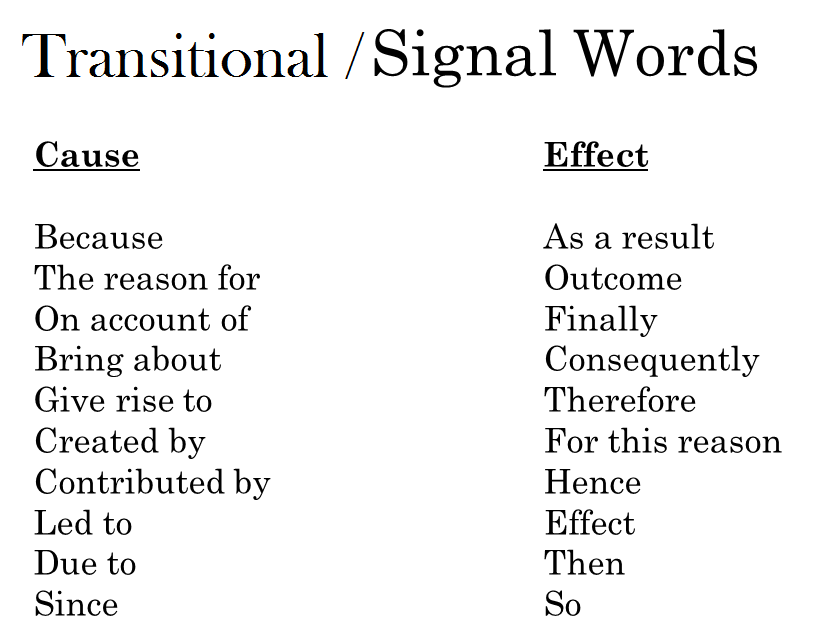 Transitional / Signal Words
Cause
Because
The reason for
On account of
Bring about
Give rise to
Created by
Contributed by
Led to
Due to
Since
Effect
As a result
Outcome
Finally
Consequently
Therefore
For this reason
Hence
Effect
Then
So